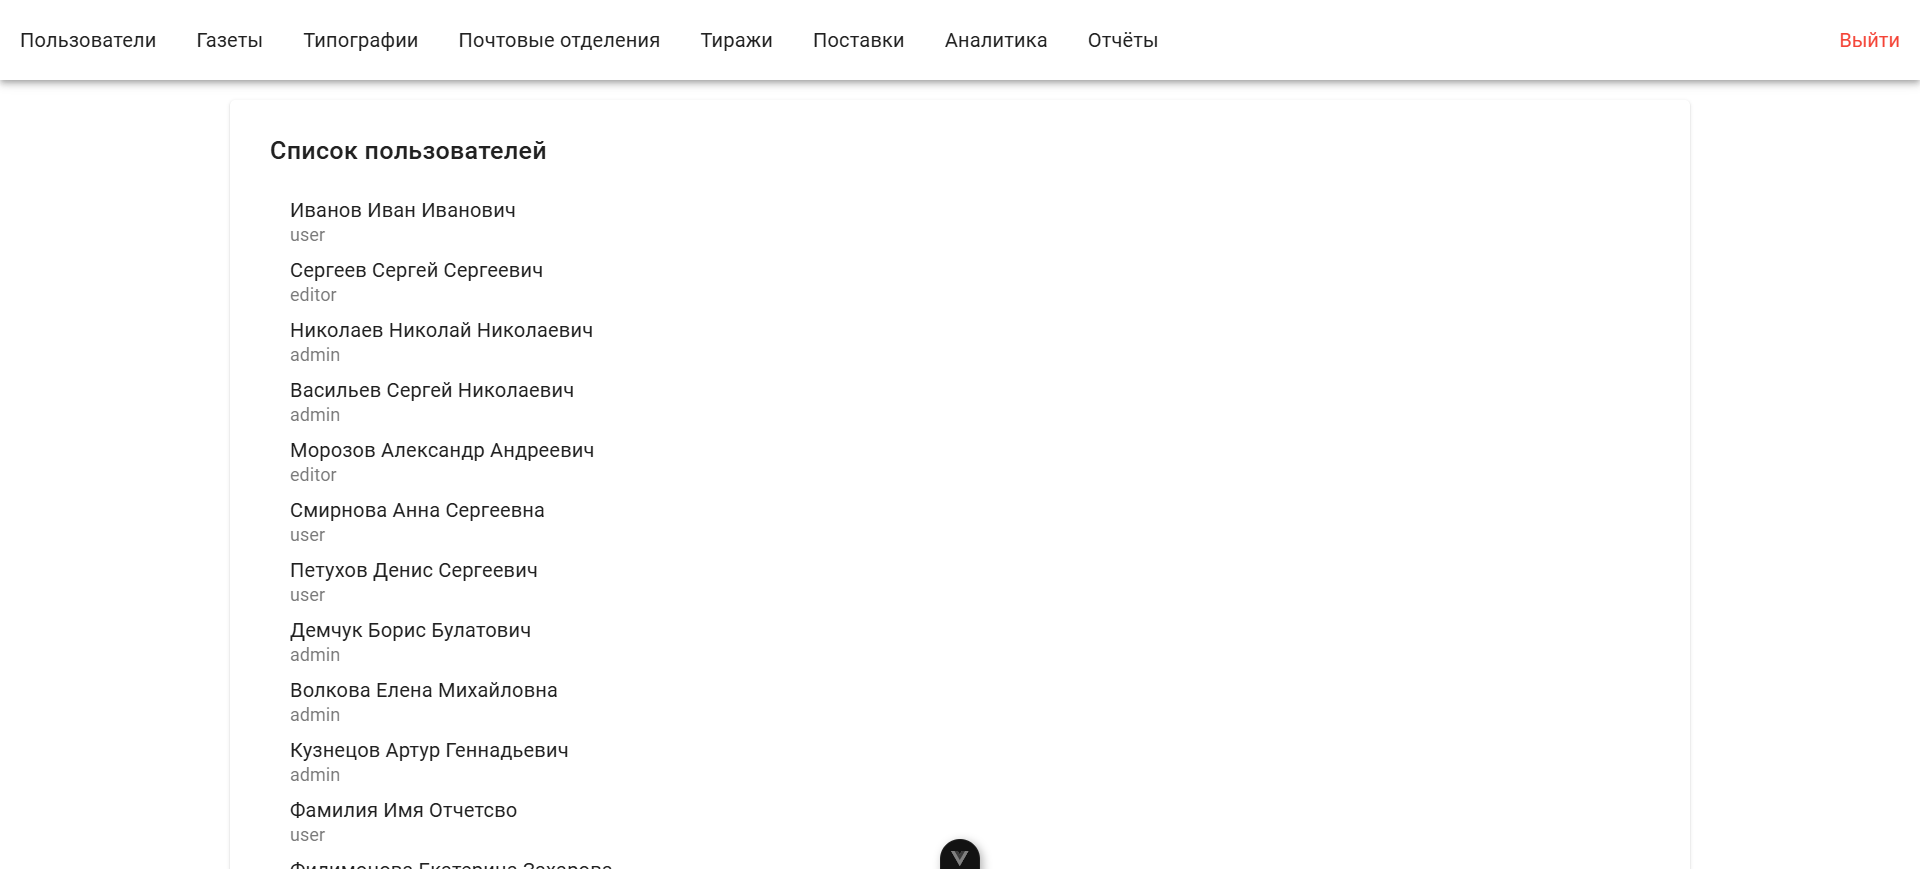 Пользователи Газеты Типографии Почтовые отделения Тиражи Поставки Аналитика Отчёты Выйти
Список пользователей
Иванов Иван Иванович
user
Сергеев Сергей Сергеевич
editor
Николаев Николай Николаевич
admin
Васильев Сергей Николаевич
admin
Морозов Александр Андреевич
editor
Смирнова Анна Сергеевна
user
Петухов Денис Сергеевич
user
Демчук Борис Булатович
admin
Волкова Елена Михайловна
admin
Кузнецов Артур Геннадьевич
admin
Фамилия Имя Отчетсво
user